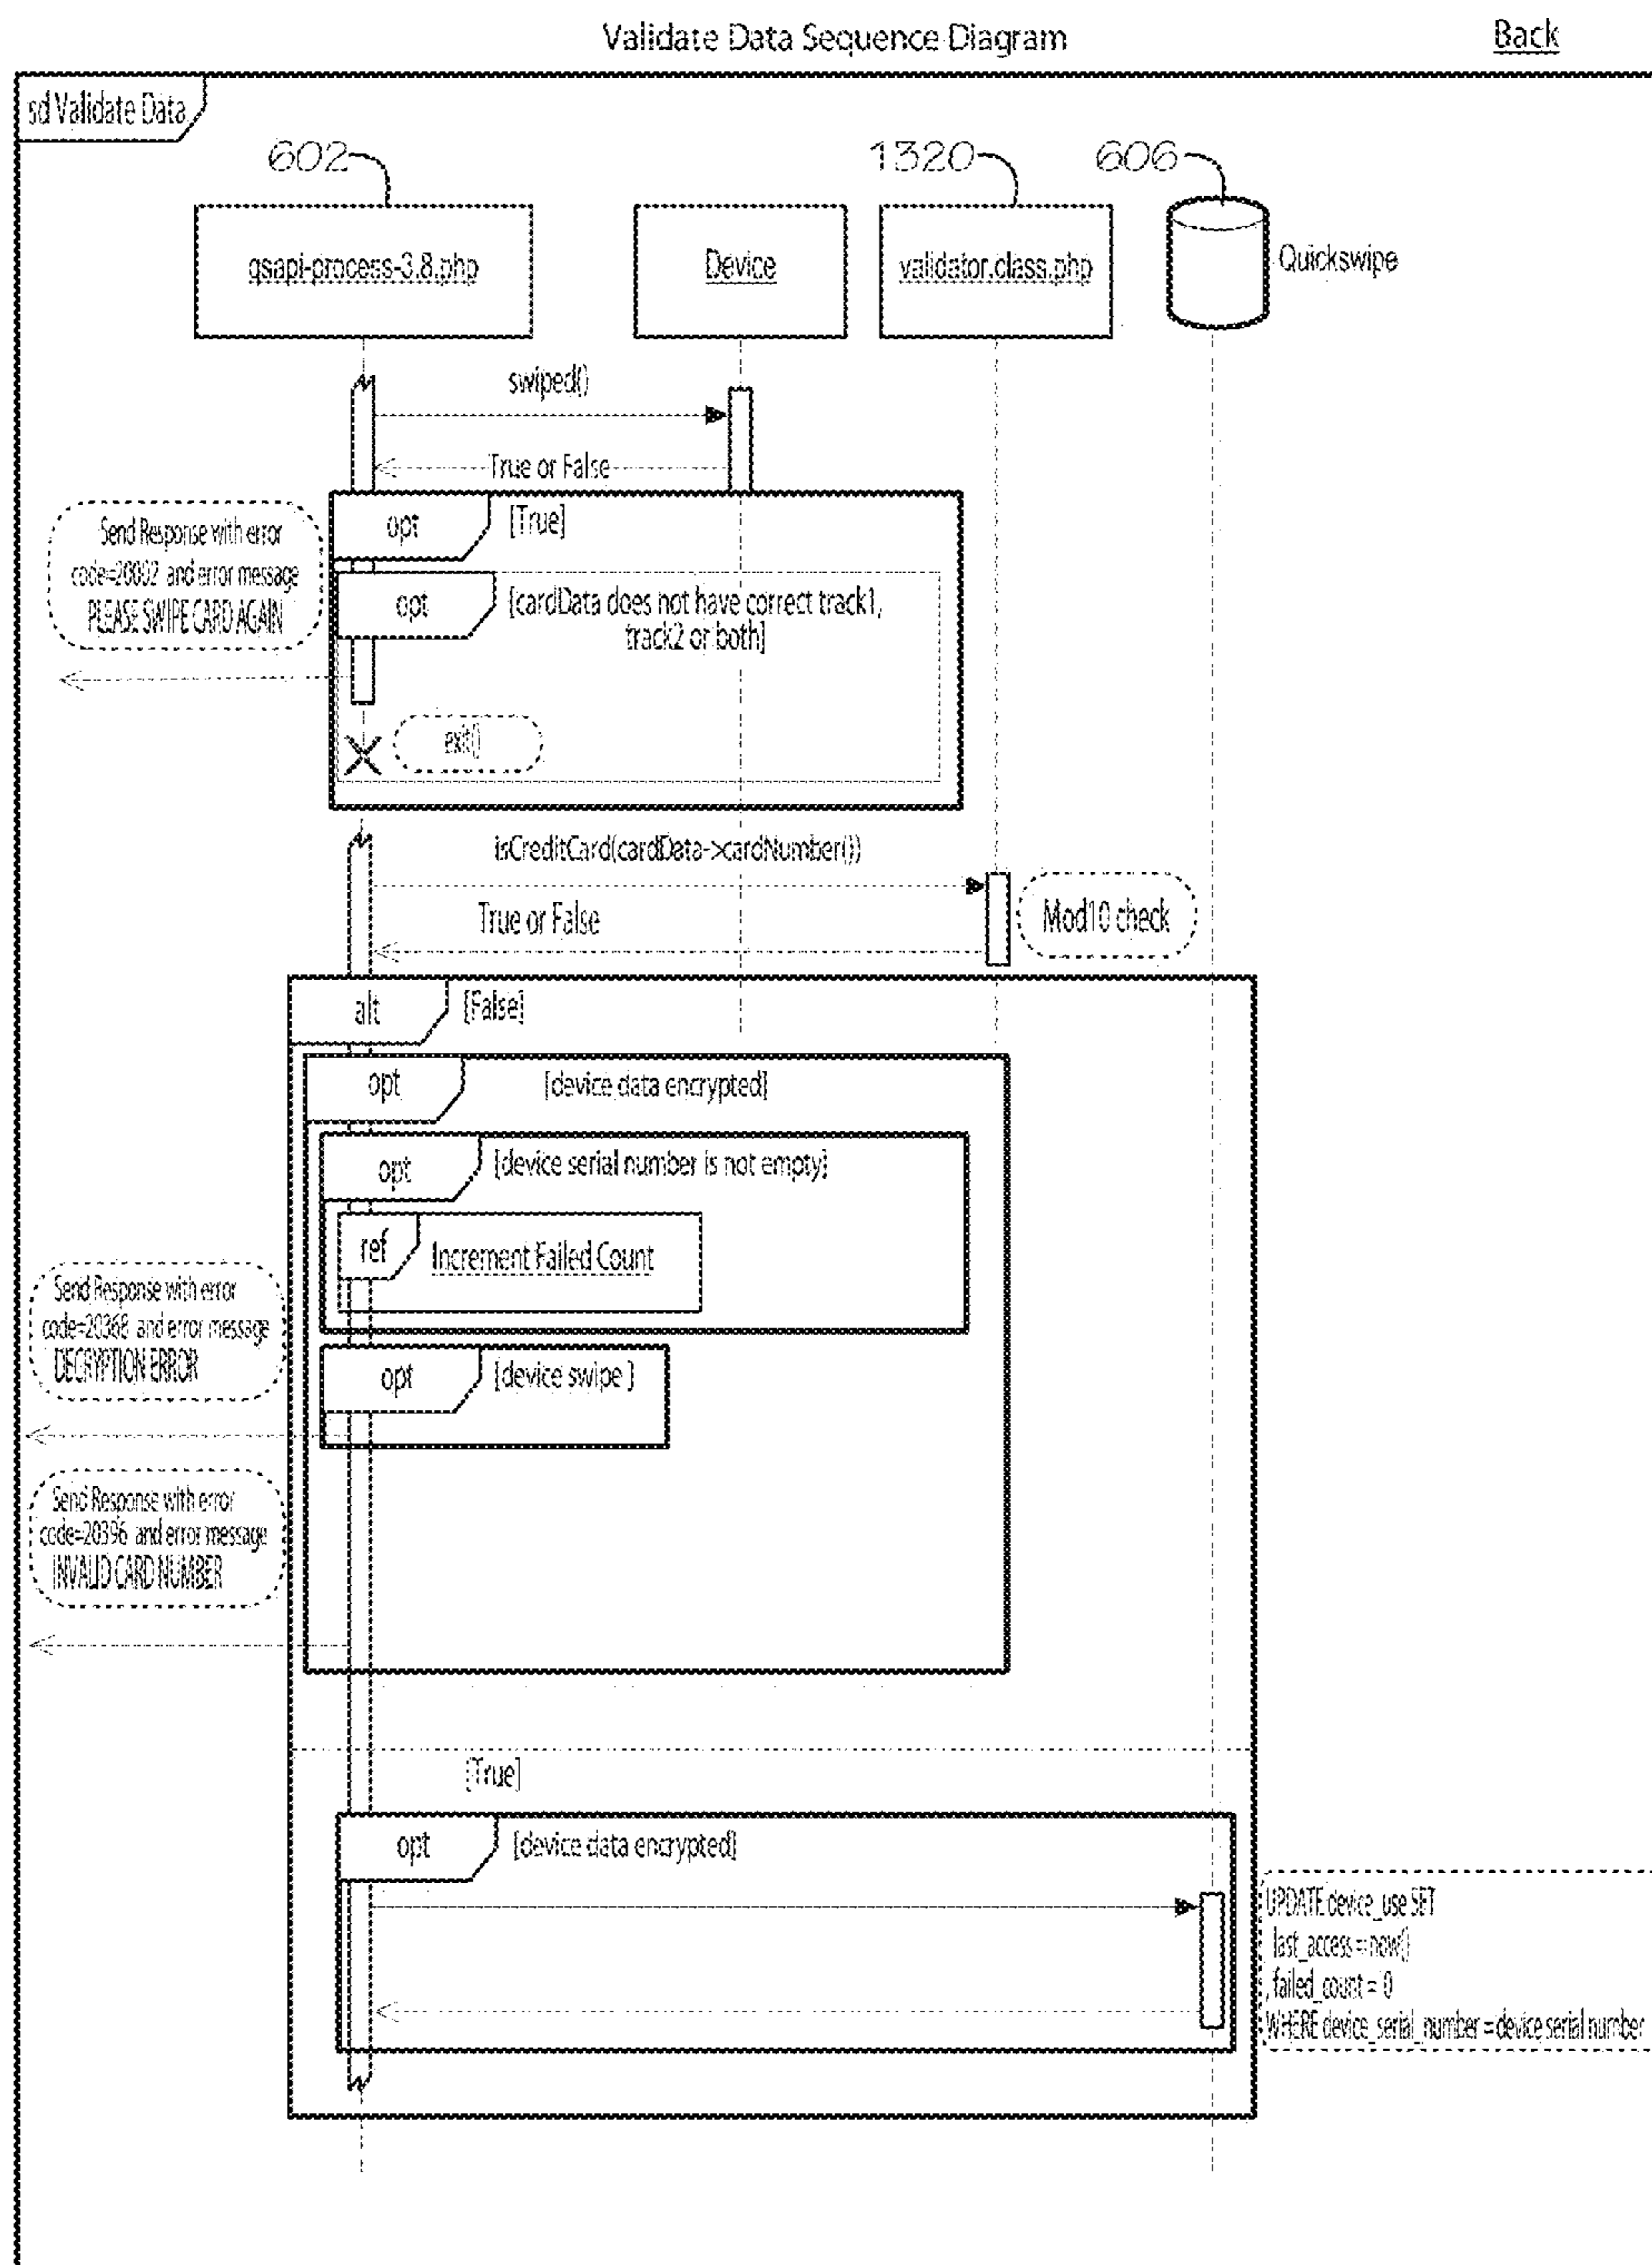 Validate Data Sequence Diagram
Back
sd Validate Data
602
1320
606
qsapi-process-3.8.php
Device
validator.class.php
Quickswipe
swiped()
True or False
opt
[True]
Send Response with error
code=20002 and error message
PLEASE SWIPE CARD AGAIN
opt
[cardData does not have correct track1,
track2 or both]
exit()
isCreditCard(cardData->cardNumber())
True or False
Mod10 check
alt
[False]
opt
[device data encrypted]
opt
[device serial number is not empty]
ref
Increment Failed Count
Send Response with error
code=20368 and error message
DECRYPTION ERROR
opt
[device swipe ]
Send Response with error
code=20396 and error message
INVALID CARD NUMBER
[True]
opt
[device data encrypted]
UPDATE device_use SET
last_access = now()
, failed_count = 0
WHERE device_serial_number = device serial number